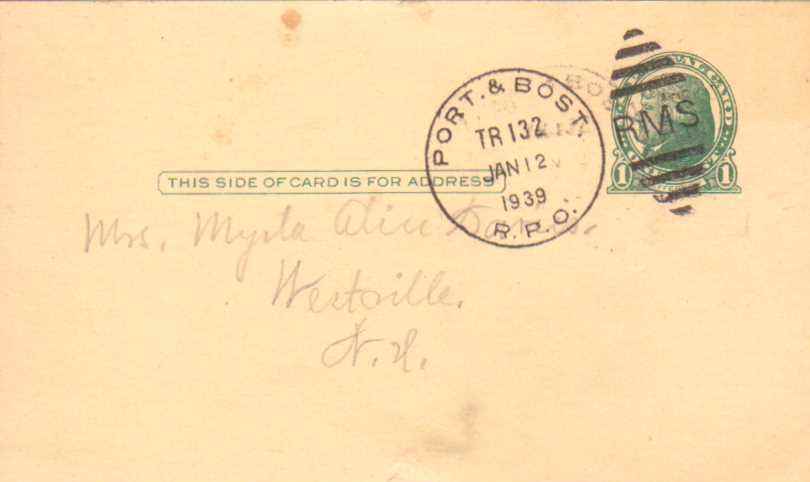 PORT. & BOST.
TR 132
JAN 12
1939
R.P.O.
RMS
1 1
THIS SIDE OF CARD IS FOR ADDRESS
Mrs. Myrta Alice
Westville.
N.H.